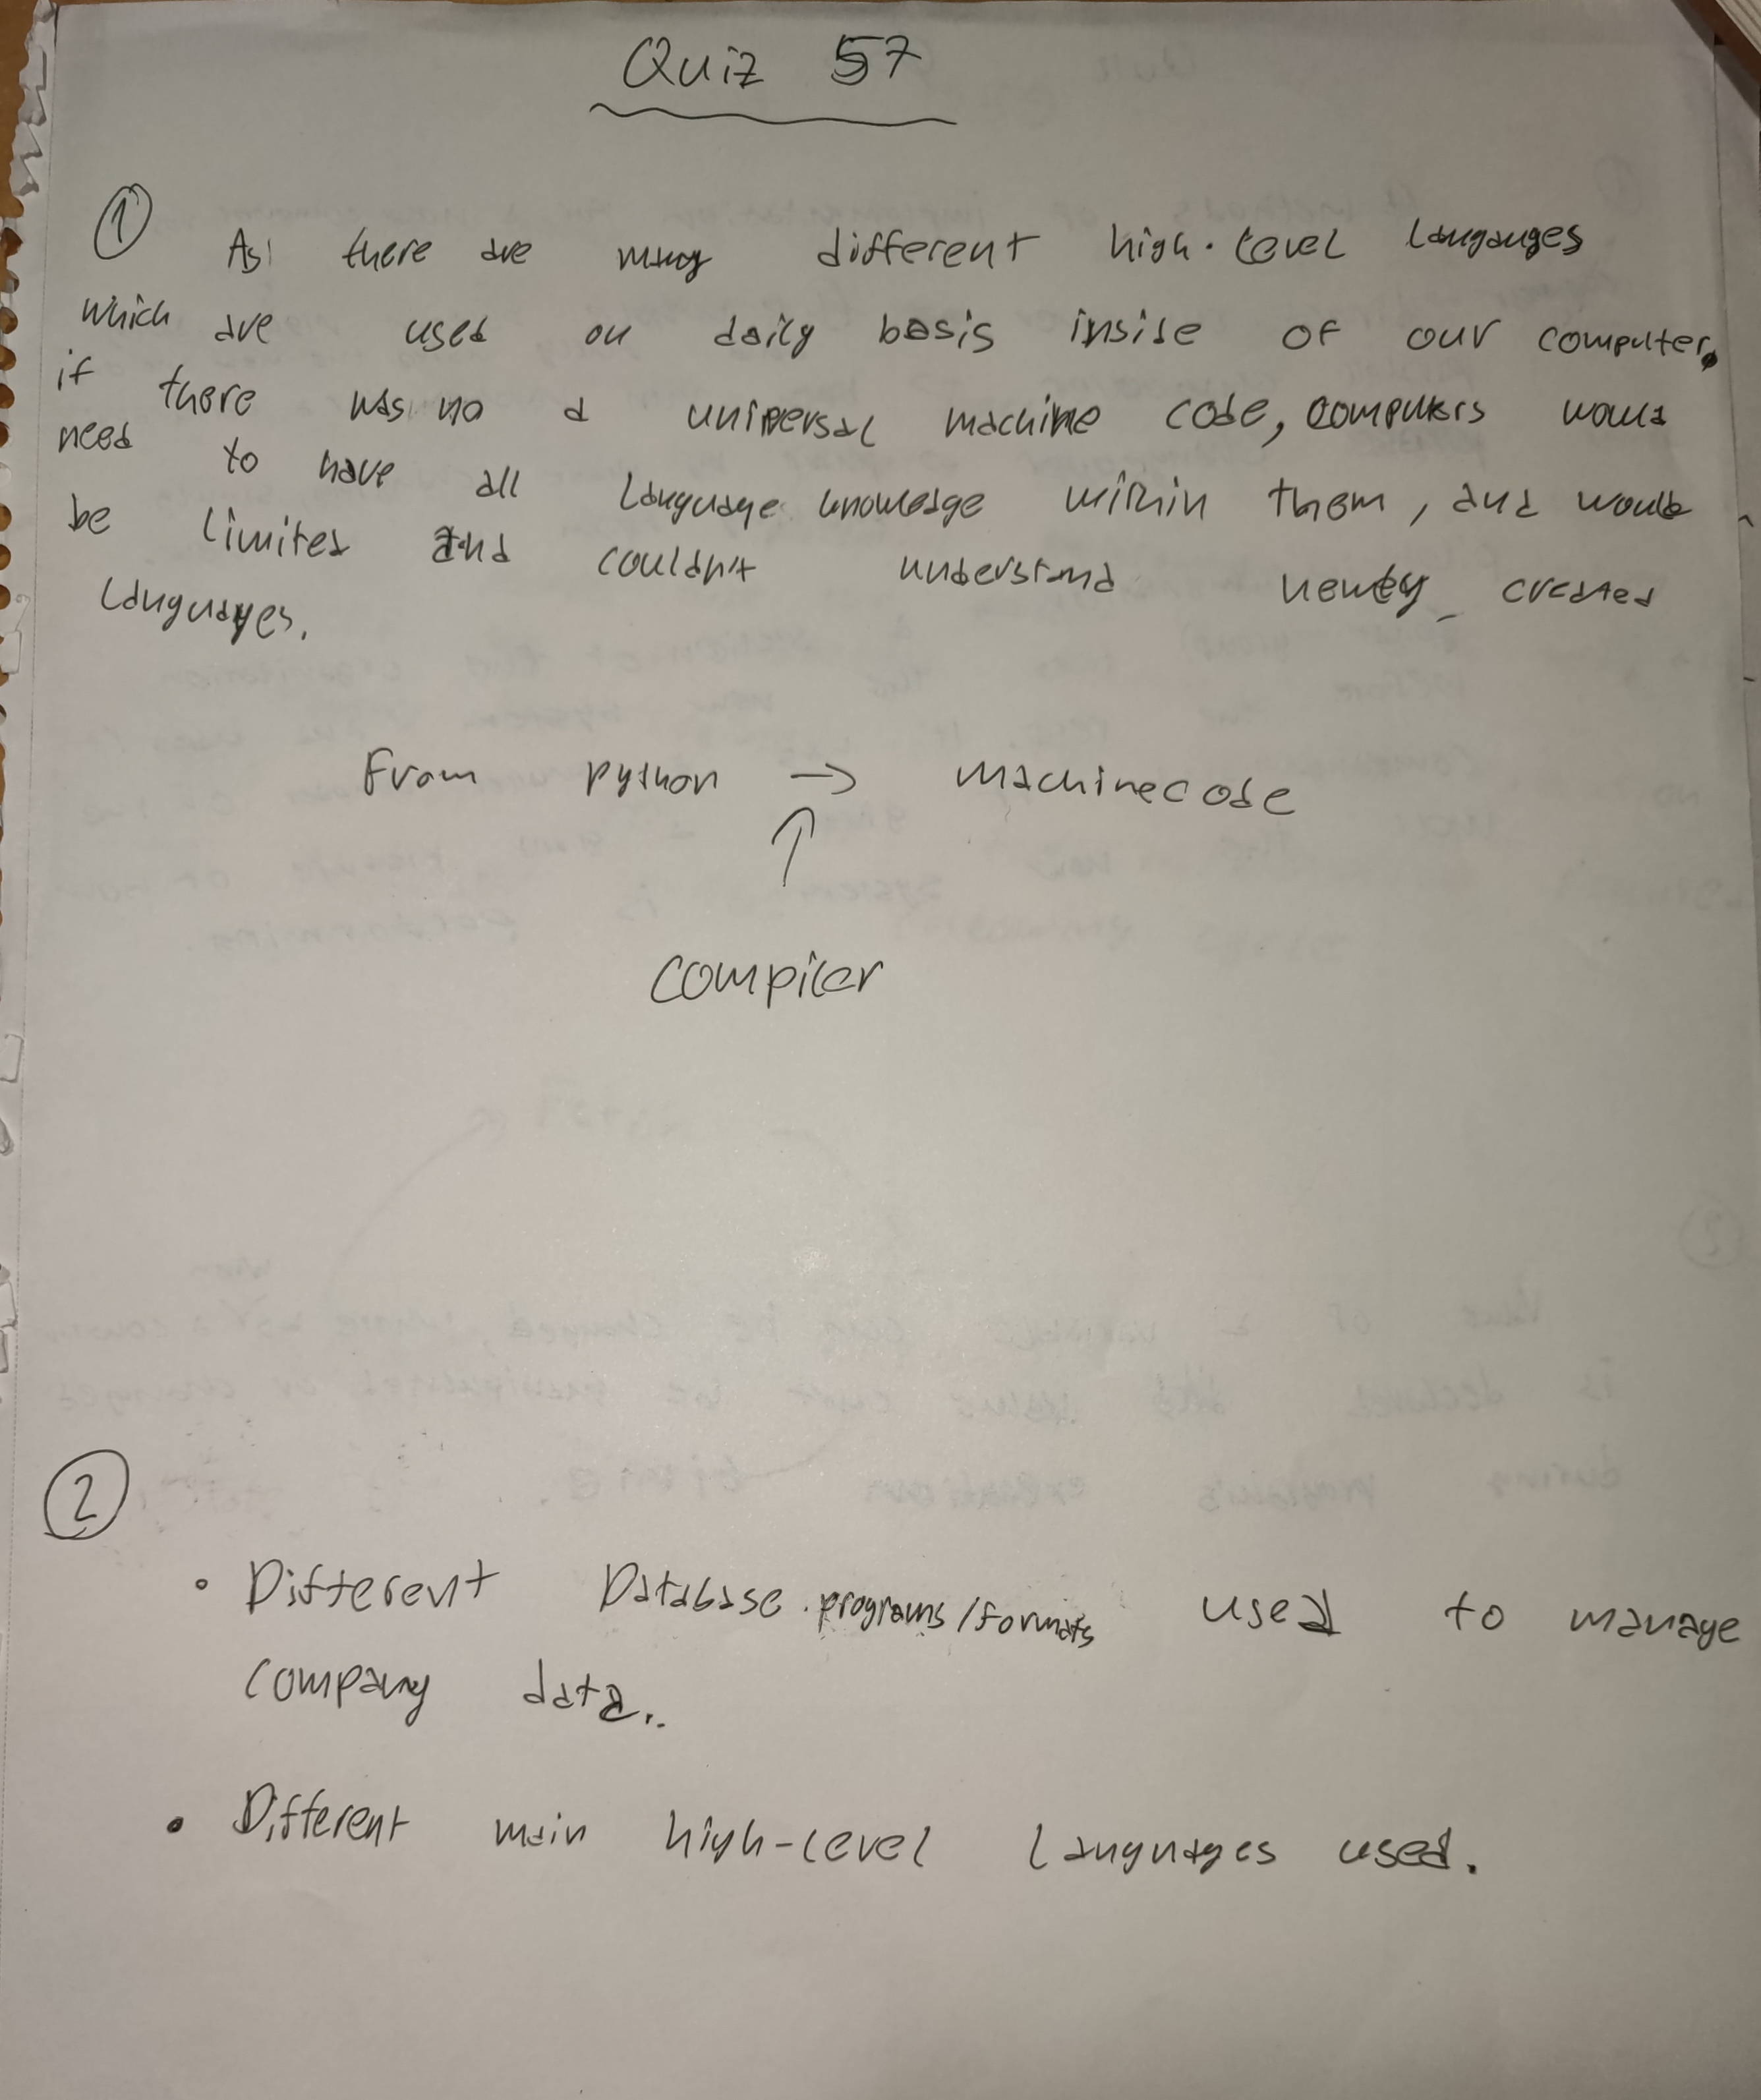 Quiz 57
① As there are many different high-level langauges
which are used on daily basis inside of our computer,
if there was no a universal machine code, computers would
need to have all language knowledge within them, and would
be limited and couldn't understand newly created
languages.
From python → machinecode
↑
compiler
②
• Different Database programs/formats used to manage
company data.
• Different main high-level languages used.